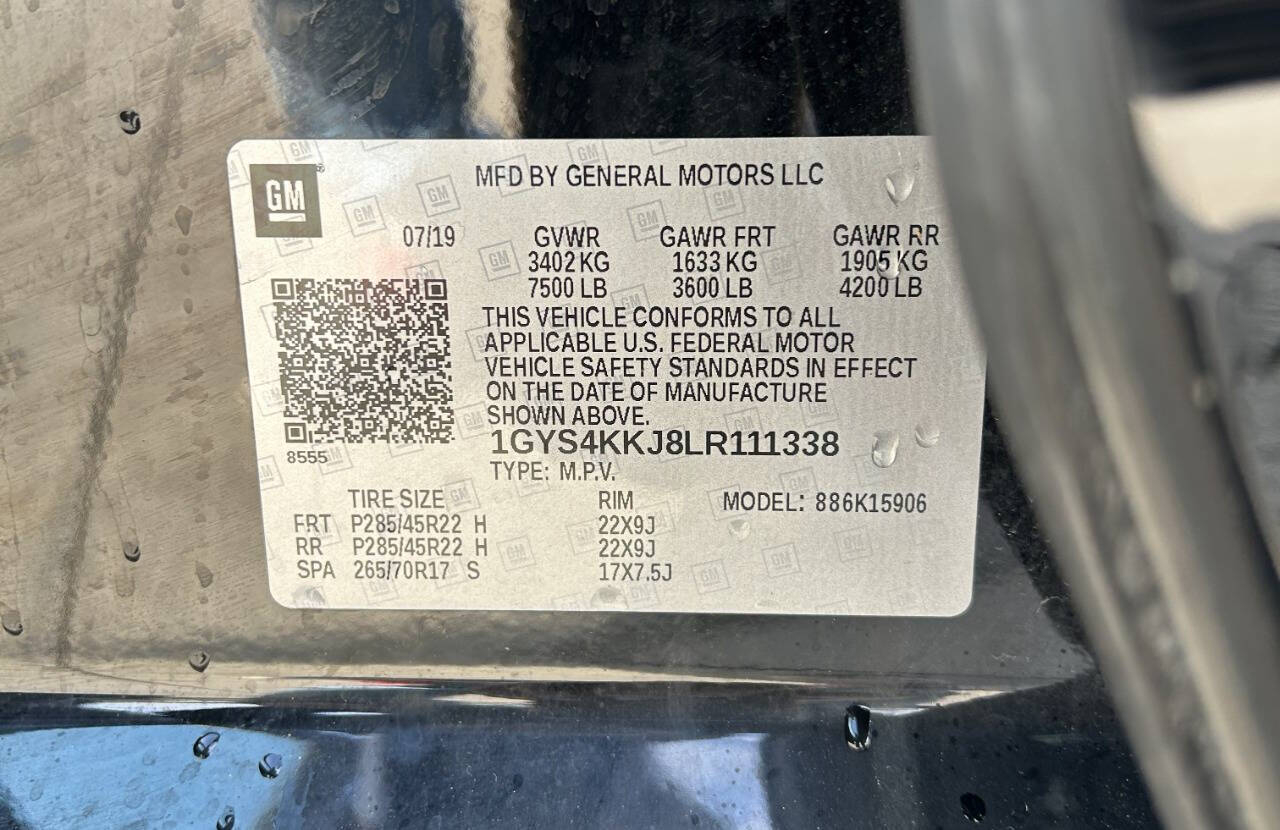 GM
MFD BY GENERAL MOTORS LLC
07/19 GVWR GAWR FRT GAWR RR
3402 KG 1633 KG 1905 KG
7500 LB 3600 LB 4200 LB
THIS VEHICLE CONFORMS TO ALL
APPLICABLE U.S. FEDERAL MOTOR
VEHICLE SAFETY STANDARDS IN EFFECT
ON THE DATE OF MANUFACTURE
SHOWN ABOVE.
1GYS4KKJ8LR111338
8555
TYPE: M.P.V.
TIRE SIZE RIM MODEL: 886K15906
FRT P285/45R22 H 22X9J
RR P285/45R22 H 22X9J
SPA 265/70R17 S 17X7.5J